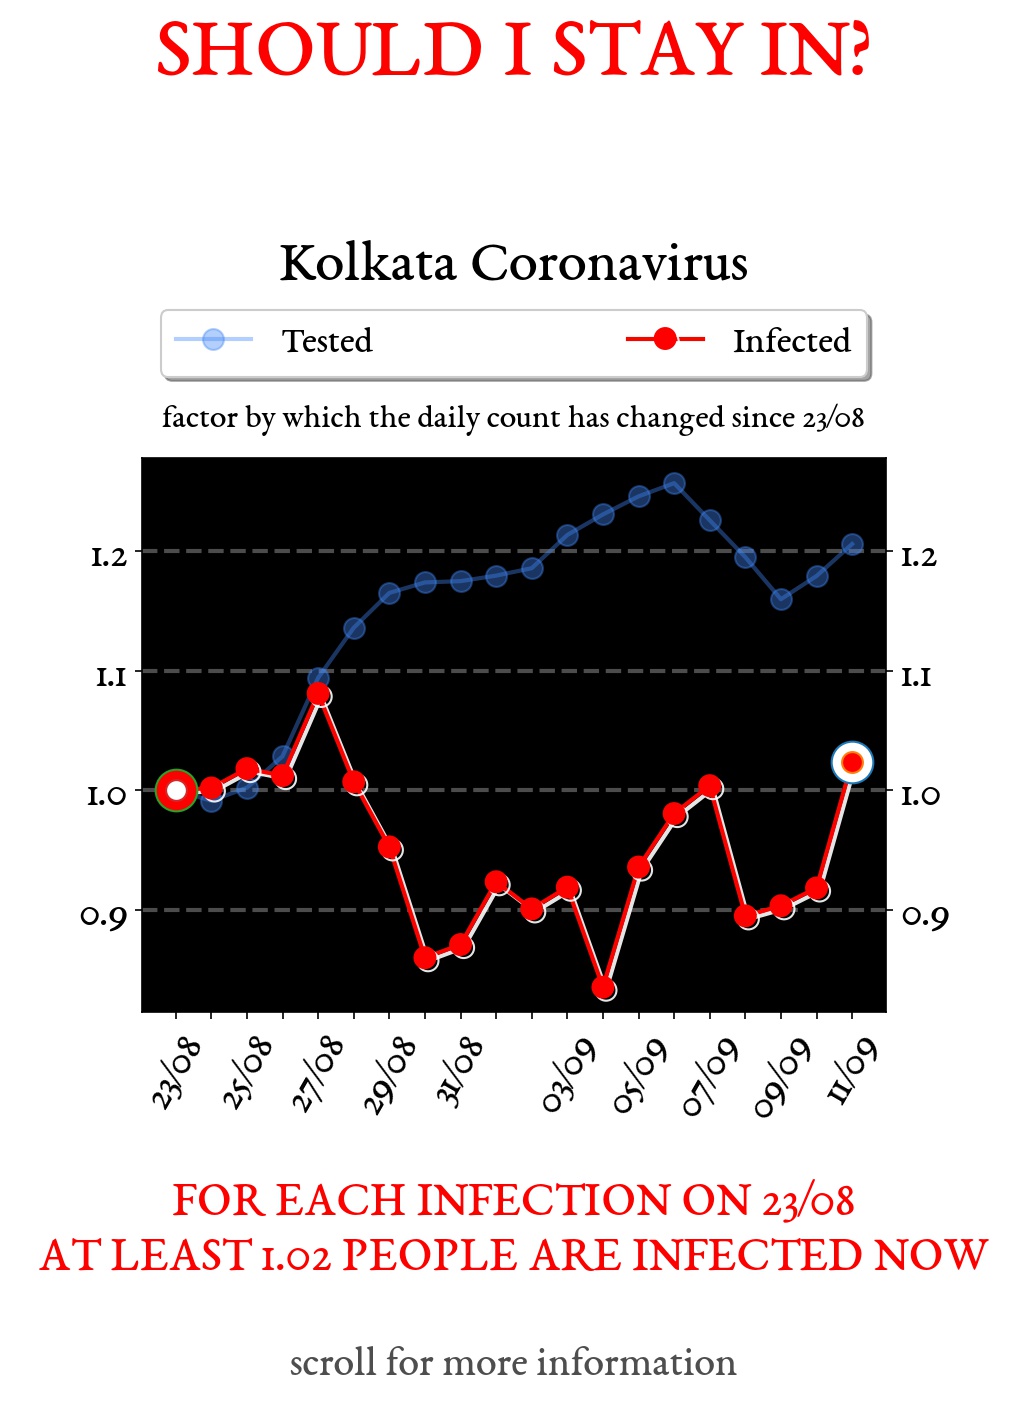 SHOULD I STAY IN?
Kolkata Coronavirus
Tested Infected
factor by which the daily count has changed since 23/08
1.2 1.2
1.1 1.1
1.0 1.0
0.9 0.9
23/08 25/08 27/08 29/08 31/08 03/09 05/09 07/09 09/09 11/09
FOR EACH INFECTION ON 23/08
AT LEAST 1.02 PEOPLE ARE INFECTED NOW
scroll for more information